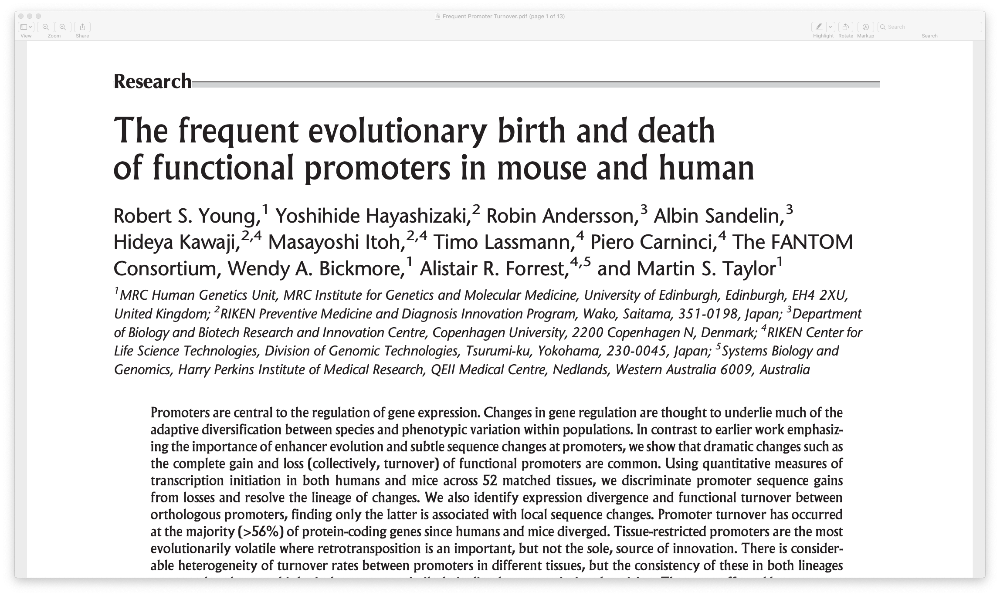 Frequent Promoter Turnover.pdf (page 1 of 13)
View Zoom Share Highlight Rotate Markup Search Search
Research
The frequent evolutionary birth and death
of functional promoters in mouse and human
Robert S. Young,1 Yoshihide Hayashizaki,2 Robin Andersson,3 Albin Sandelin,3
Hideya Kawaji,2,4 Masayoshi Itoh,2,4 Timo Lassmann,4 Piero Carninci,4 The FANTOM
Consortium, Wendy A. Bickmore,1 Alistair R. Forrest,4,5 and Martin S. Taylor1
1MRC Human Genetics Unit, MRC Institute for Genetics and Molecular Medicine, University of Edinburgh, Edinburgh, EH4 2XU,
United Kingdom; 2RIKEN Preventive Medicine and Diagnosis Innovation Program, Wako, Saitama, 351-0198, Japan; 3Department
of Biology and Biotech Research and Innovation Centre, Copenhagen University, 2200 Copenhagen N, Denmark; 4RIKEN Center for
Life Science Technologies, Division of Genomic Technologies, Tsurumi-ku, Yokohama, 230-0045, Japan; 5Systems Biology and
Genomics, Harry Perkins Institute of Medical Research, QEII Medical Centre, Nedlands, Western Australia 6009, Australia
Promoters are central to the regulation of gene expression. Changes in gene regulation are thought to underlie much of the
adaptive diversification between species and phenotypic variation within populations. In contrast to earlier work emphasiz-
ing the importance of enhancer evolution and subtle sequence changes at promoters, we show that dramatic changes such as
the complete gain and loss (collectively, turnover) of functional promoters are common. Using quantitative measures of
transcription initiation in both humans and mice across 52 matched tissues, we discriminate promoter sequence gains
from losses and resolve the lineage of changes. We also identify expression divergence and functional turnover between
orthologous promoters, finding only the latter is associated with local sequence changes. Promoter turnover has occurred
at the majority (>56%) of protein-coding genes since humans and mice diverged. Tissue-restricted promoters are the most
evolutionarily volatile where retrotransposition is an important, but not the sole, source of innovation. There is consider-
able heterogeneity of turnover rates between promoters in different tissues, but the consistency of these in both lineages